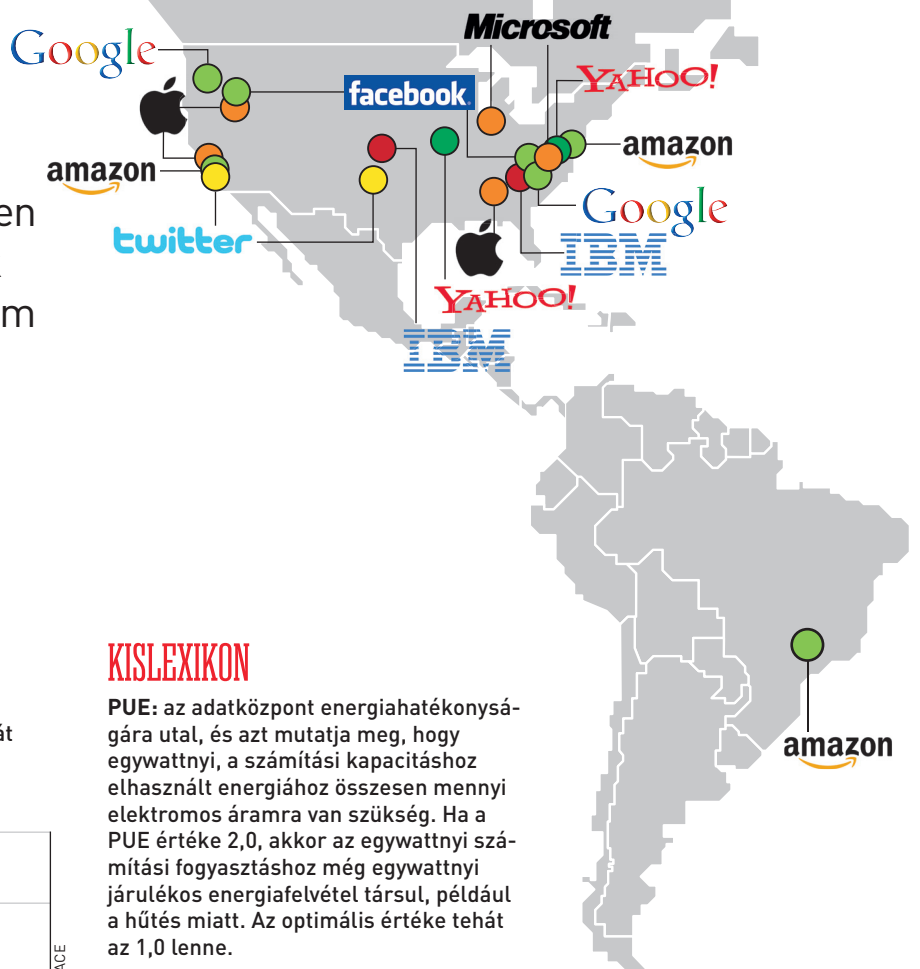 Microsoft
Google
YAHOO!
facebook
amazon
amazon
en
Google
twitter
IBM
m
YAHOO!
IBM
KISLEXIKON
PUE: az adatközpont energiahatékonysá-
gára utal, és azt mutatja meg, hogy
egywattnyi, a számítási kapacitáshoz
elhasznált energiához összesen mennyi
elektromos áramra van szükség. Ha a
PUE értéke 2,0, akkor az egywattnyi szá-
mítási fogyasztáshoz még egywattnyi
járulékos energiafelvétel társul, például
a hűtés miatt. Az optimális értéke tehát
az 1,0 lenne.
amazon
át
ACE